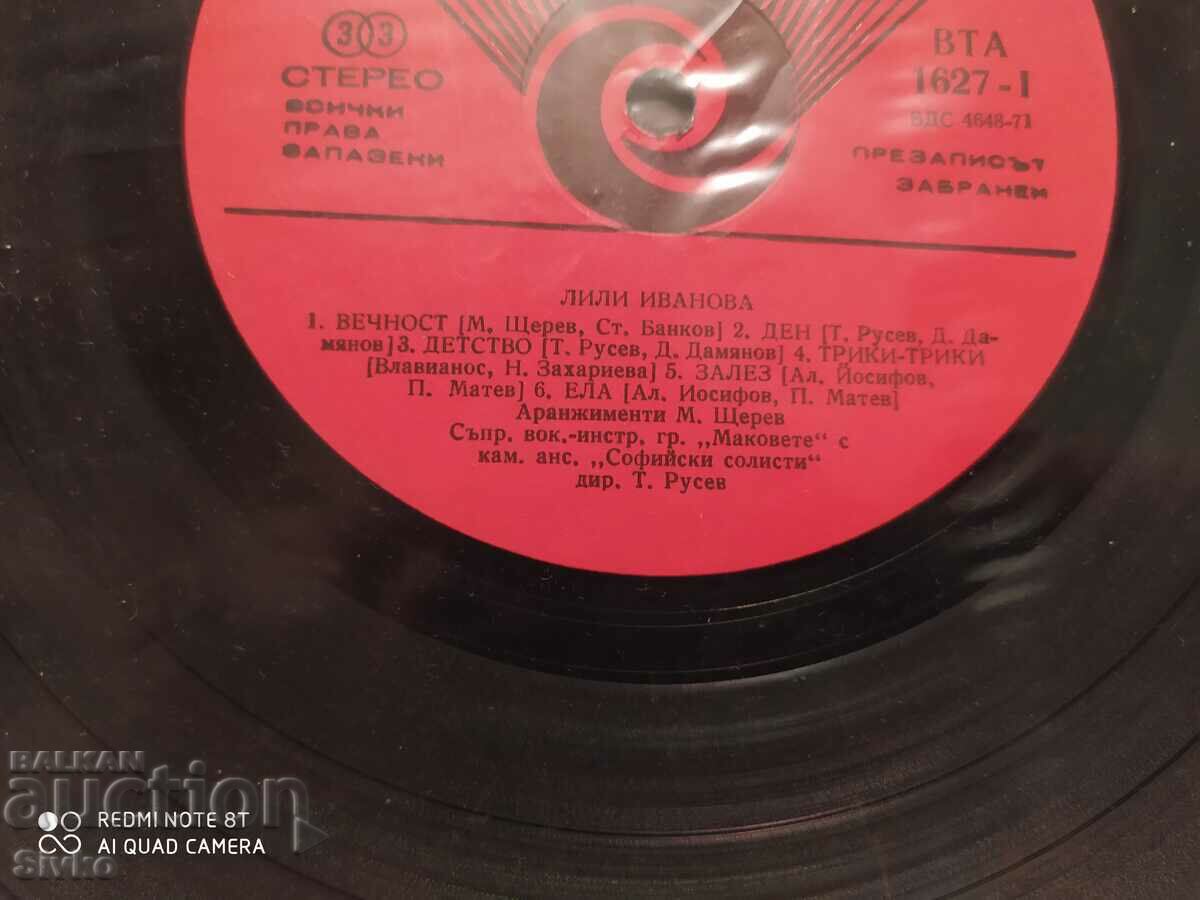 33
СТЕРЕО
ВСИЧКИ
ПРАВА
ЗАПАЗЕНИ
ВТА
1627-I
БДС 4648-71
ПРЕЗАПИСЪТ
ЗАБРАНЕН
ЛИЛИ ИВАНОВА
1. ВЕЧНОСТ [М. Щерев, Ст. Банков] 2. ДЕН [Т. Русев, Д. Да-
мянов] 3. ДЕТСТВО [Т. Русев, Д. Дамянов] 4. ТРИКИ-ТРИКИ
[Влавианос, Н. Захариева] 5. ЗАЛЕЗ [Ал. Йосифов,
П. Матев] 6. ЕЛА [Ал. Йосифов, П. Матев]
Аранжименти М. Щерев
Съпр. вок.-инстр. гр. „Маковете“ с
кам. анс. „Софийски солисти“
дир. Т. Русев
BALKAN
auction
REDMI NOTE 8T
AI QUAD CAMERA
Sivko